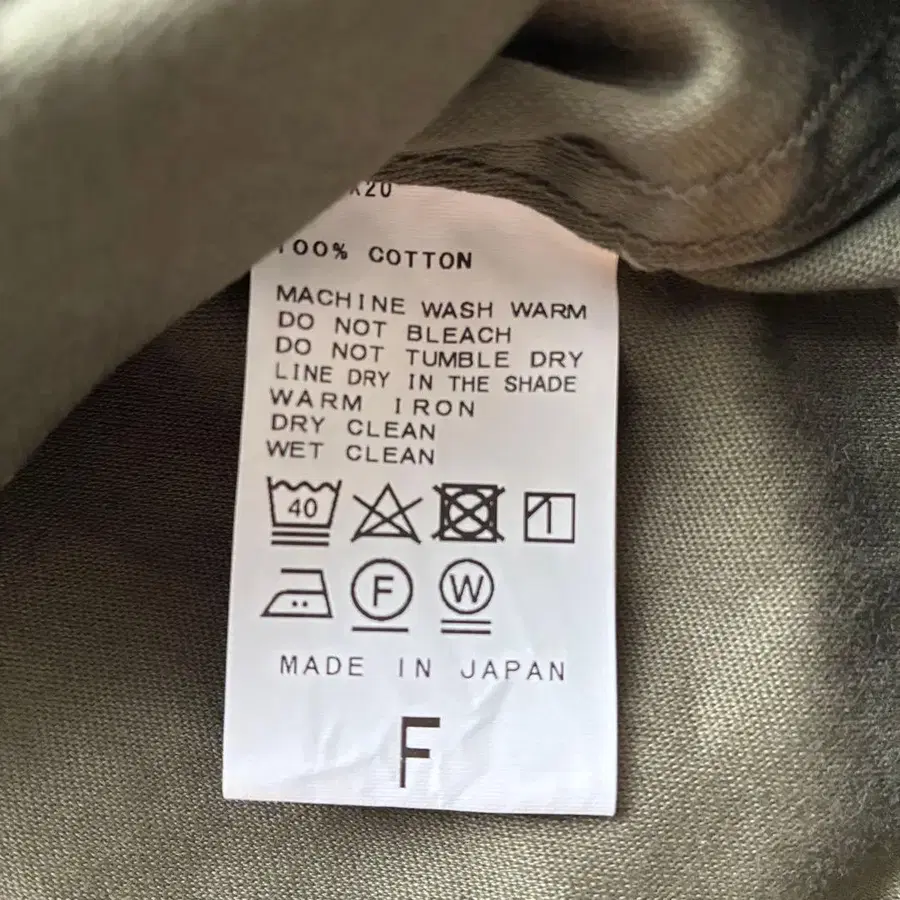 100% COTTON
MACHINE WASH WARM
DO NOT BLEACH
DO NOT TUMBLE DRY
LINE DRY IN THE SHADE
WARM IRON
DRY CLEAN
WET CLEAN
40
F W
MADE IN JAPAN
F